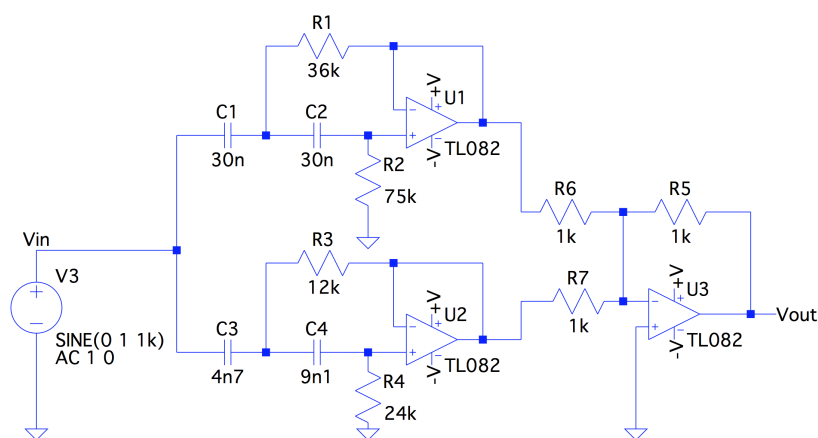 R1
36k
+V
C1
C2
U1
30n
30n
-V
TL082
R2
75k
R6
R5
1k
1k
Vin
V3
R3
12k
R7
+V
+V
U3
1k
Vout
C3
C4
U2
SINE(0 1 1k)
AC 1 0
4n7
9n1
-V
TL082
-V
TL082
R4
24k